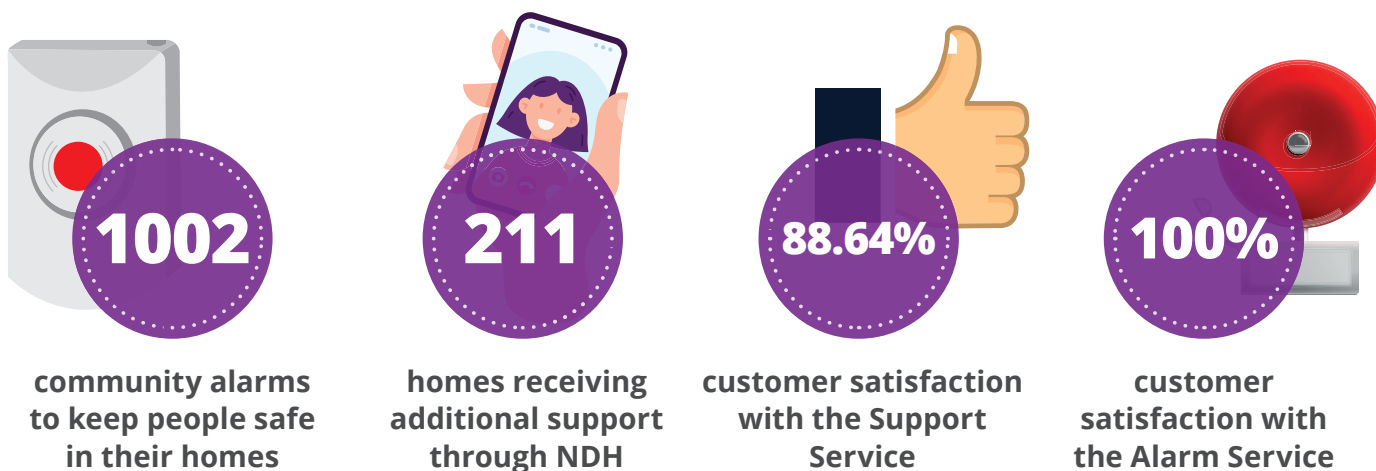 1002
community alarms
to keep people safe
in their homes
211
homes receiving
additional support
through NDH
88.64%
customer satisfaction
with the Support
Service
100%
customer
satisfaction with
the Alarm Service